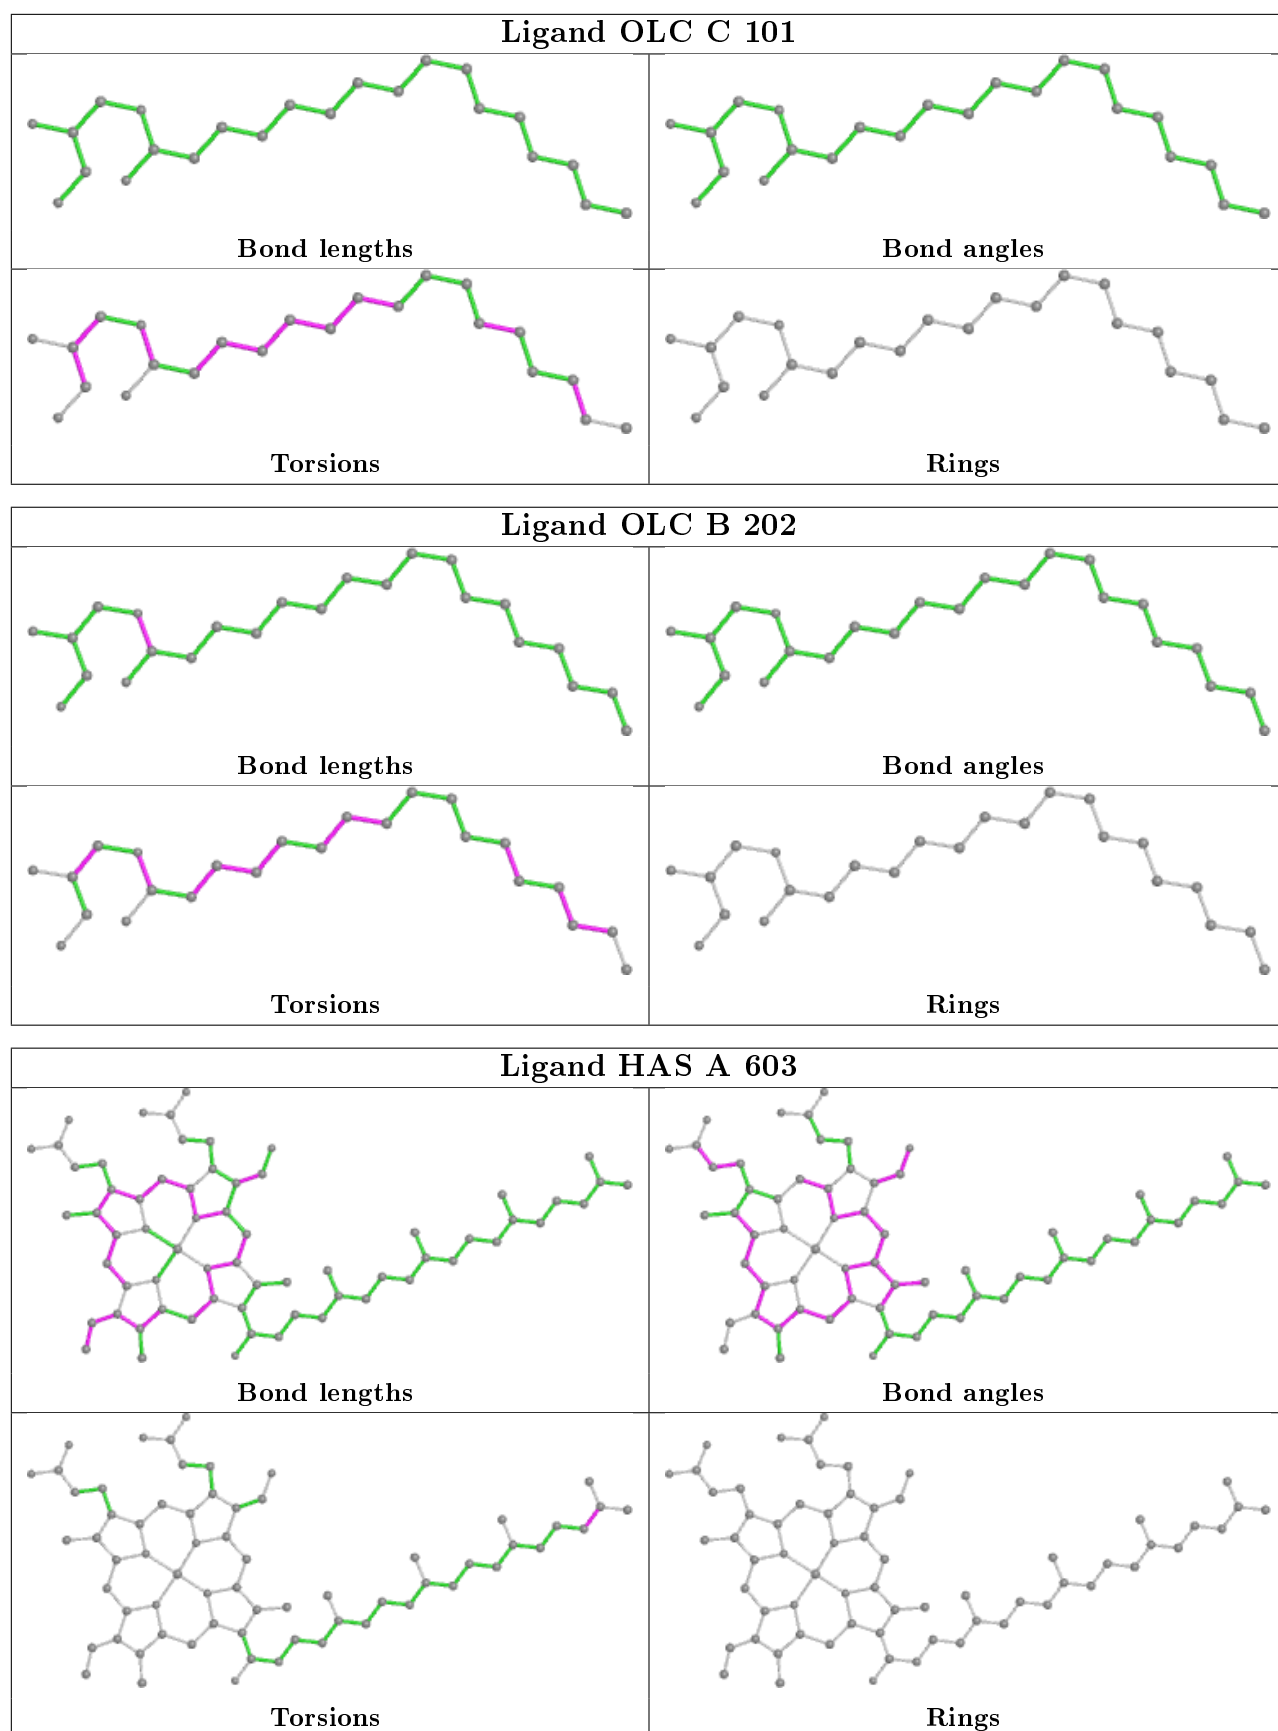 Ligand OLC C 101
Bond lengths
Bond angles
Torsions
Rings
Ligand OLC B 202
Bond lengths
Bond angles
Torsions
Rings
Ligand HAS A 603
Bond lengths
Bond angles
Torsions
Rings